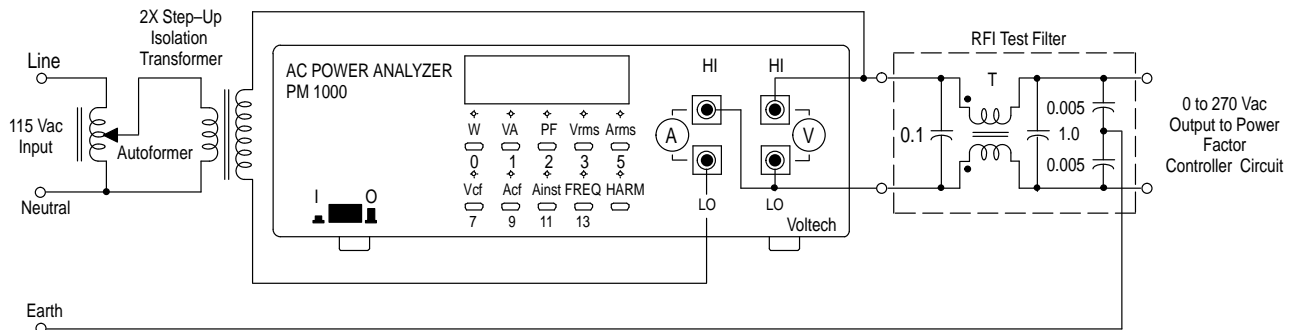 2X Step–Up
Isolation
Transformer
Line
115 Vac
Input
Autoformer
Neutral
Earth
AC POWER ANALYZER
PM 1000
W VA PF Vrms Arms
0 1 2 3 5
Vcf Acf Ainst FREQ HARM
7 9 11 13
I O
HI HI
A V
LO LO
Voltech
RFI Test Filter
T
0.1
1.0
0.005
0.005
0 to 270 Vac
Output to Power
Factor
Controller Circuit